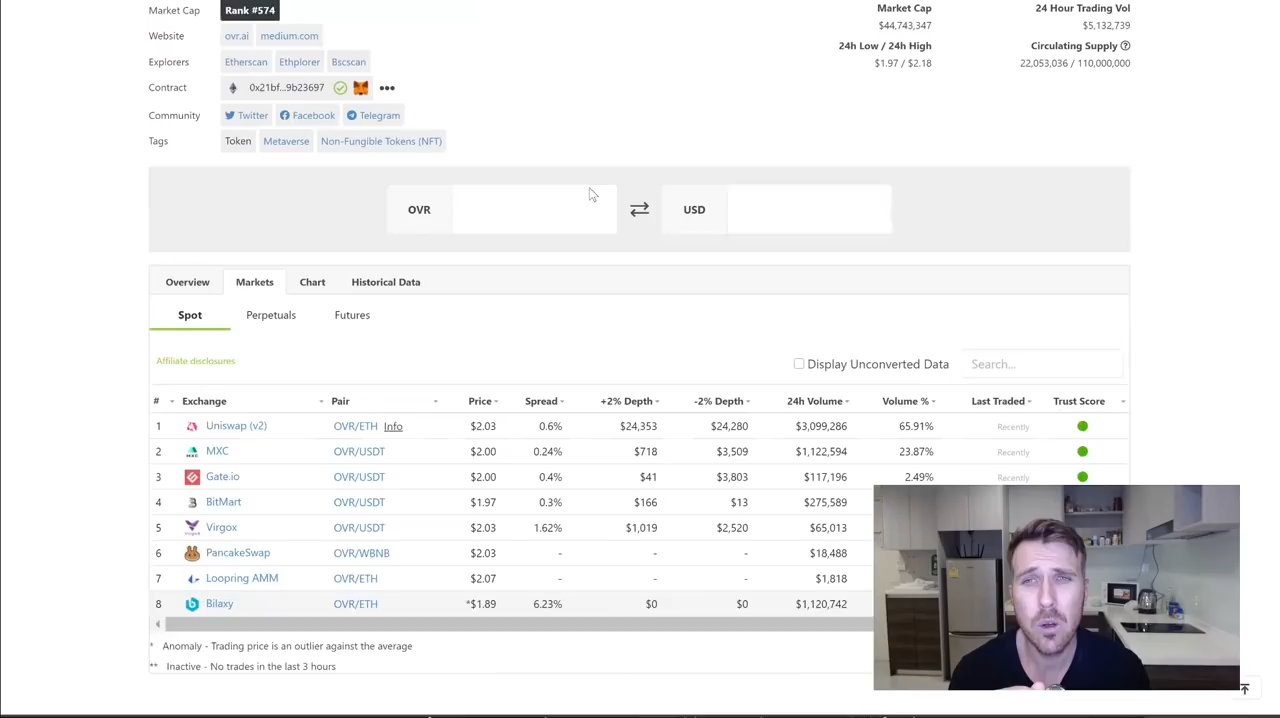 Market Cap Rank #574
Website ovr.ai medium.com
Explorers Etherscan Ethplorer Bscscan
Contract 0x21bf...9b23697 •••
Community Twitter Facebook Telegram
Tags Token Metaverse Non-Fungible Tokens (NFT)
Market Cap 24 Hour Trading Vol
$44,743,347 $5,132,739
24h Low / 24h High Circulating Supply
$1.97 / $2.18 22,053,036 / 110,000,000
OVR USD
Overview Markets Chart Historical Data
Spot Perpetuals Futures
Affiliate disclosures
Display Unconverted Data Search...
# Exchange Pair Price Spread +2% Depth -2% Depth 24h Volume Volume % Last Traded Trust Score
1 Uniswap (v2) OVR/ETH Info $2.03 0.6% $24,353 $24,280 $3,099,286 65.91% Recently
2 MXC OVR/USDT $2.00 0.24% $718 $3,509 $1,122,594 23.87% Recently
3 Gate.io OVR/USDT $2.00 0.4% $41 $3,803 $117,196 2.49% Recently
4 BitMart OVR/USDT $1.97 0.3% $166 $13 $275,589
5 Virgox OVR/USDT $2.03 1.62% $1,019 $2,520 $65,013
6 PancakeSwap OVR/WBNB $2.03 - - - $18,488
7 Loopring AMM OVR/ETH $2.07 - - - $1,818
8 Bilaxy OVR/ETH *$1.89 6.23% $0 $0 $1,120,742
* Anomaly - Trading price is an outlier against the average
** Inactive - No trades in the last 3 hours